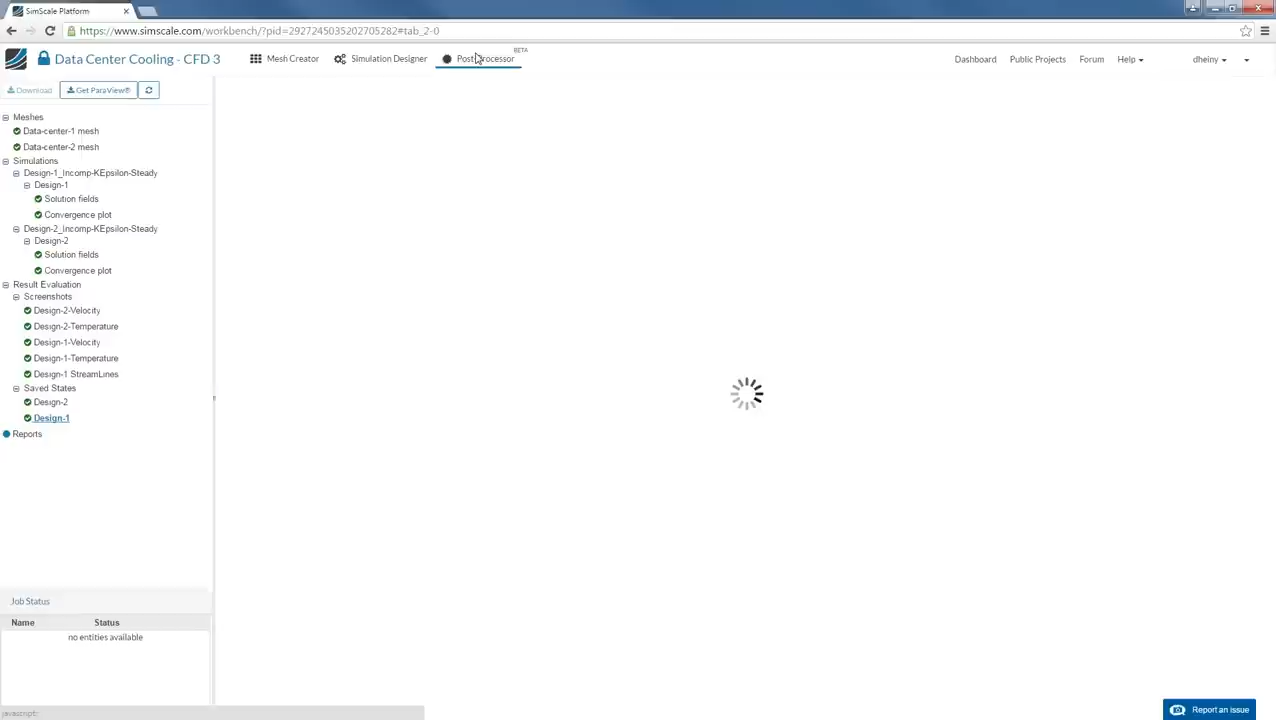 SimScale Platform
https://www.simscale.com/workbench/?pid=2927245035202705282#tab_2-0
Data Center Cooling - CFD 3
Mesh Creator
Simulation Designer
Post-processor
BETA
Dashboard
Public Projects
Forum
Help
dheiny
Download
Get ParaView®
Meshes
Data-center-1 mesh
Data-center-2 mesh
Simulations
Design-1_Incomp-KEpsilon-Steady
Design-1
Solution fields
Convergence plot
Design-2_Incomp-KEpsilon-Steady
Design-2
Solution fields
Convergence plot
Result Evaluation
Screenshots
Design-2-Velocity
Design-2-Temperature
Design-1-Velocity
Design-1-Temperature
Design-1 StreamLines
Saved States
Design-2
Design-1
Reports
Job Status
Name Status
no entities available
javascript:
Report an issue